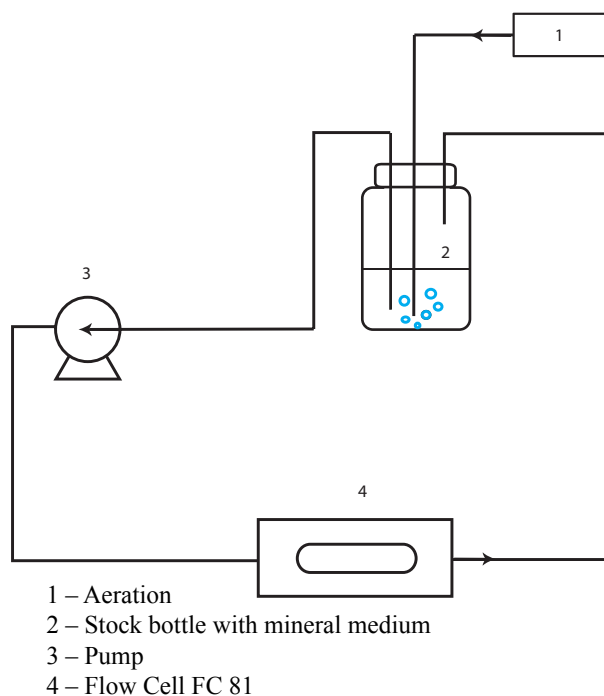 1
2
3
4
1 – Aeration
2 – Stock bottle with mineral medium
3 – Pump
4 – Flow Cell FC 81